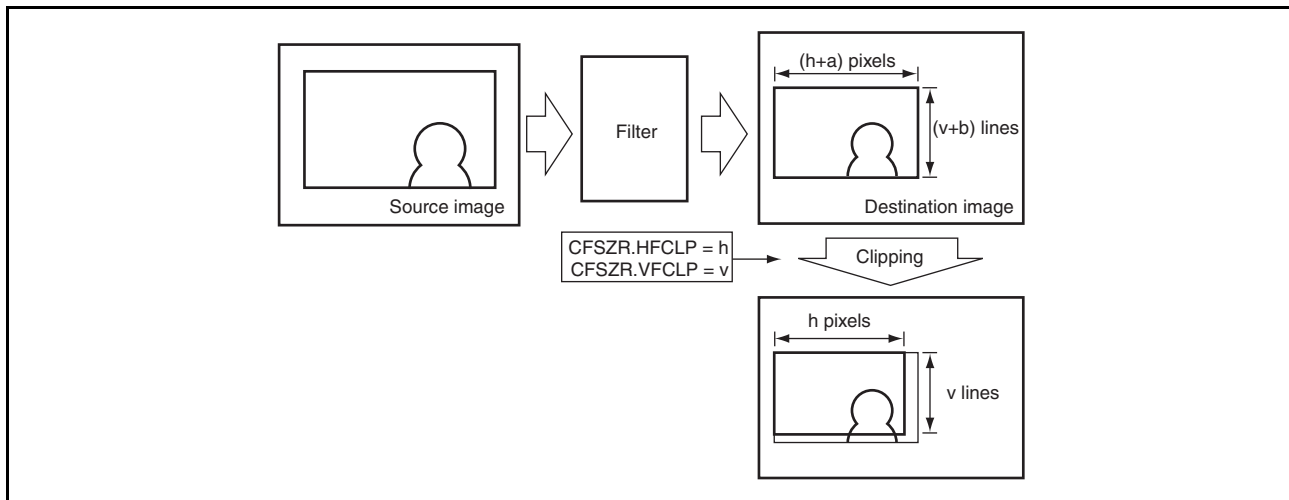 (h+a) pixels
Filter
(v+b) lines
Source image
Destination image
CFSZR.HFCLP = h
CFSZR.VFCLP = v
Clipping
h pixels
v lines